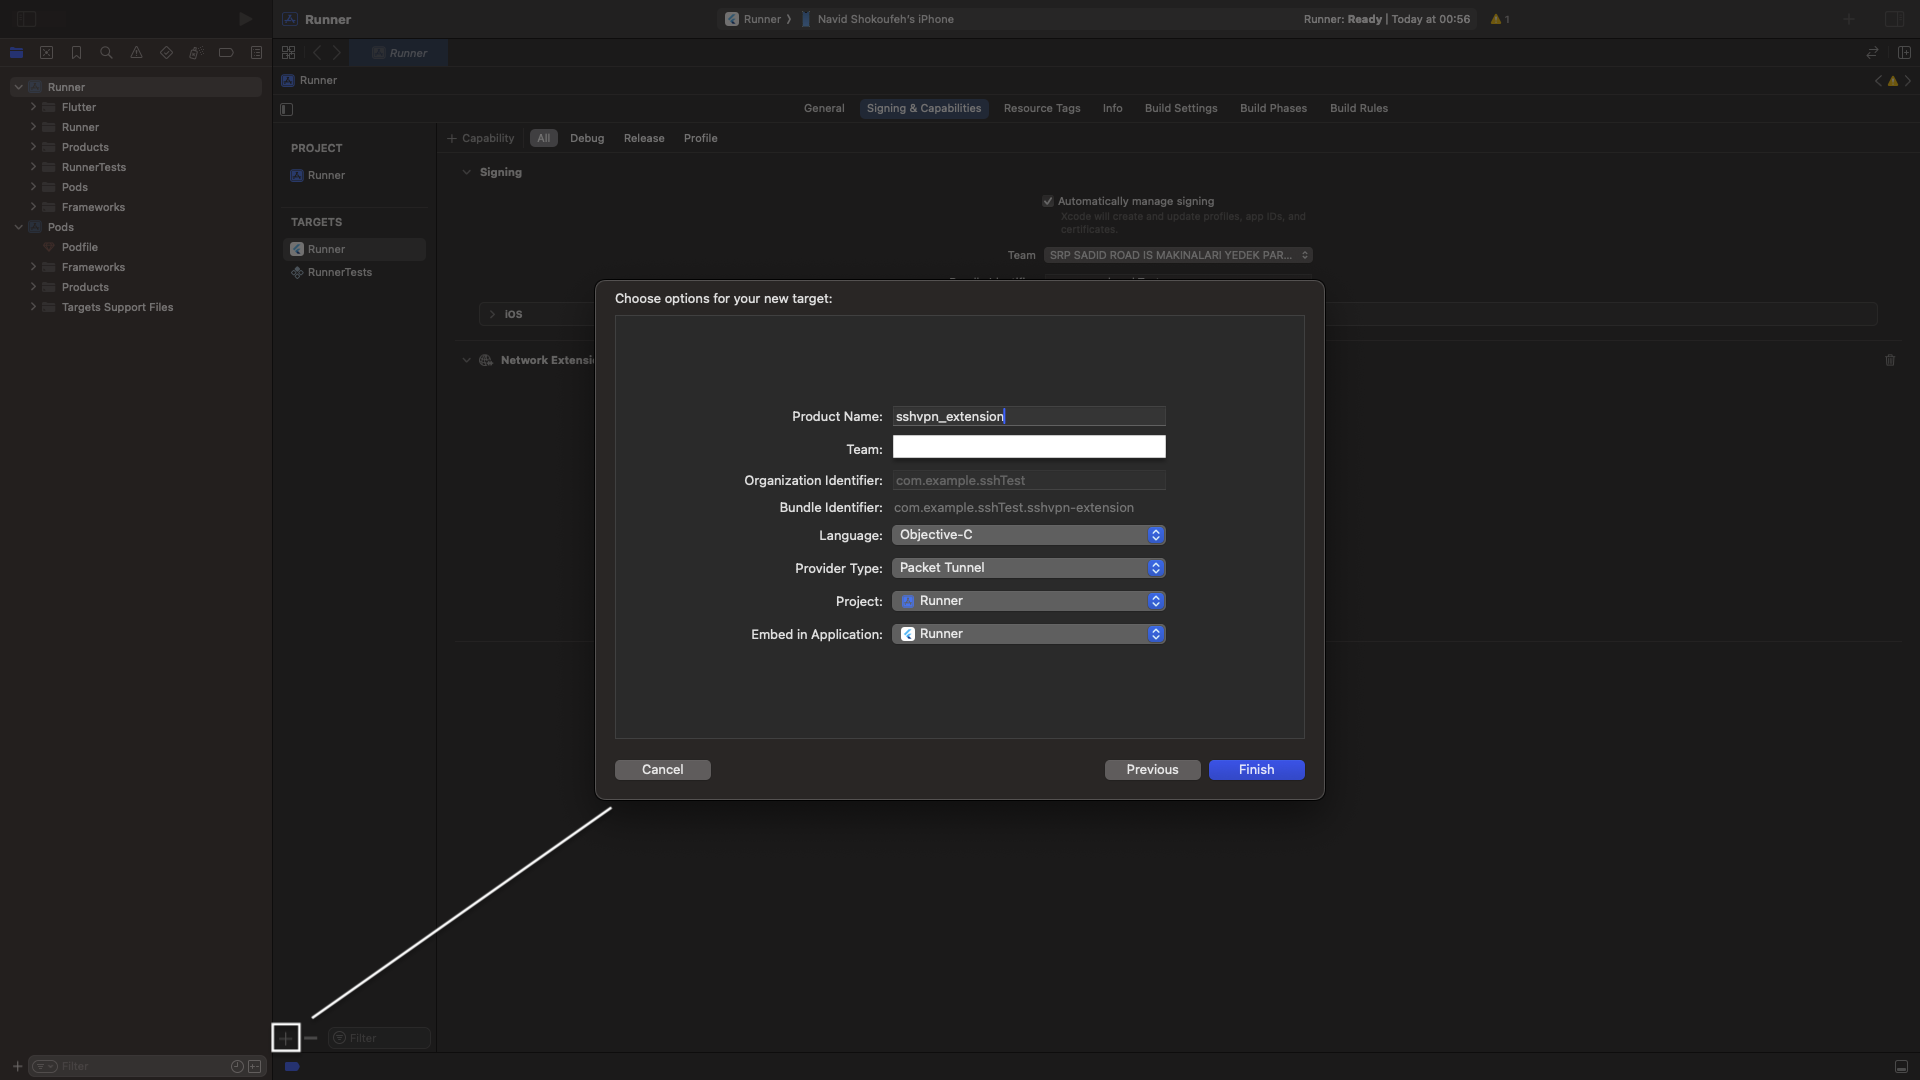 Runner
Runner
Navid Shokoufeh's iPhone
Runner: Ready | Today at 00:56
1
Runner
Runner
General
Signing & Capabilities
Resource Tags
Info
Build Settings
Build Phases
Build Rules
Capability
All
Debug
Release
Profile
Runner
Flutter
Runner
Products
RunnerTests
Pods
Frameworks
Pods
Podfile
Frameworks
Products
Targets Support Files
PROJECT
Runner
TARGETS
Runner
RunnerTests
Signing
Automatically manage signing
Xcode will create and update profiles, app IDs, and
certificates.
Team
SRP SADID ROAD IS MAKINALARI YEDEK PAR...
iOS
Network Extensi
Choose options for your new target:
Product Name:
sshvpn_extension
Team:
Organization Identifier:
com.example.sshTest
Bundle Identifier:
com.example.sshTest.sshvpn-extension
Language:
Objective-C
Provider Type:
Packet Tunnel
Project:
Runner
Embed in Application:
Runner
Cancel
Previous
Finish
Filter
Filter